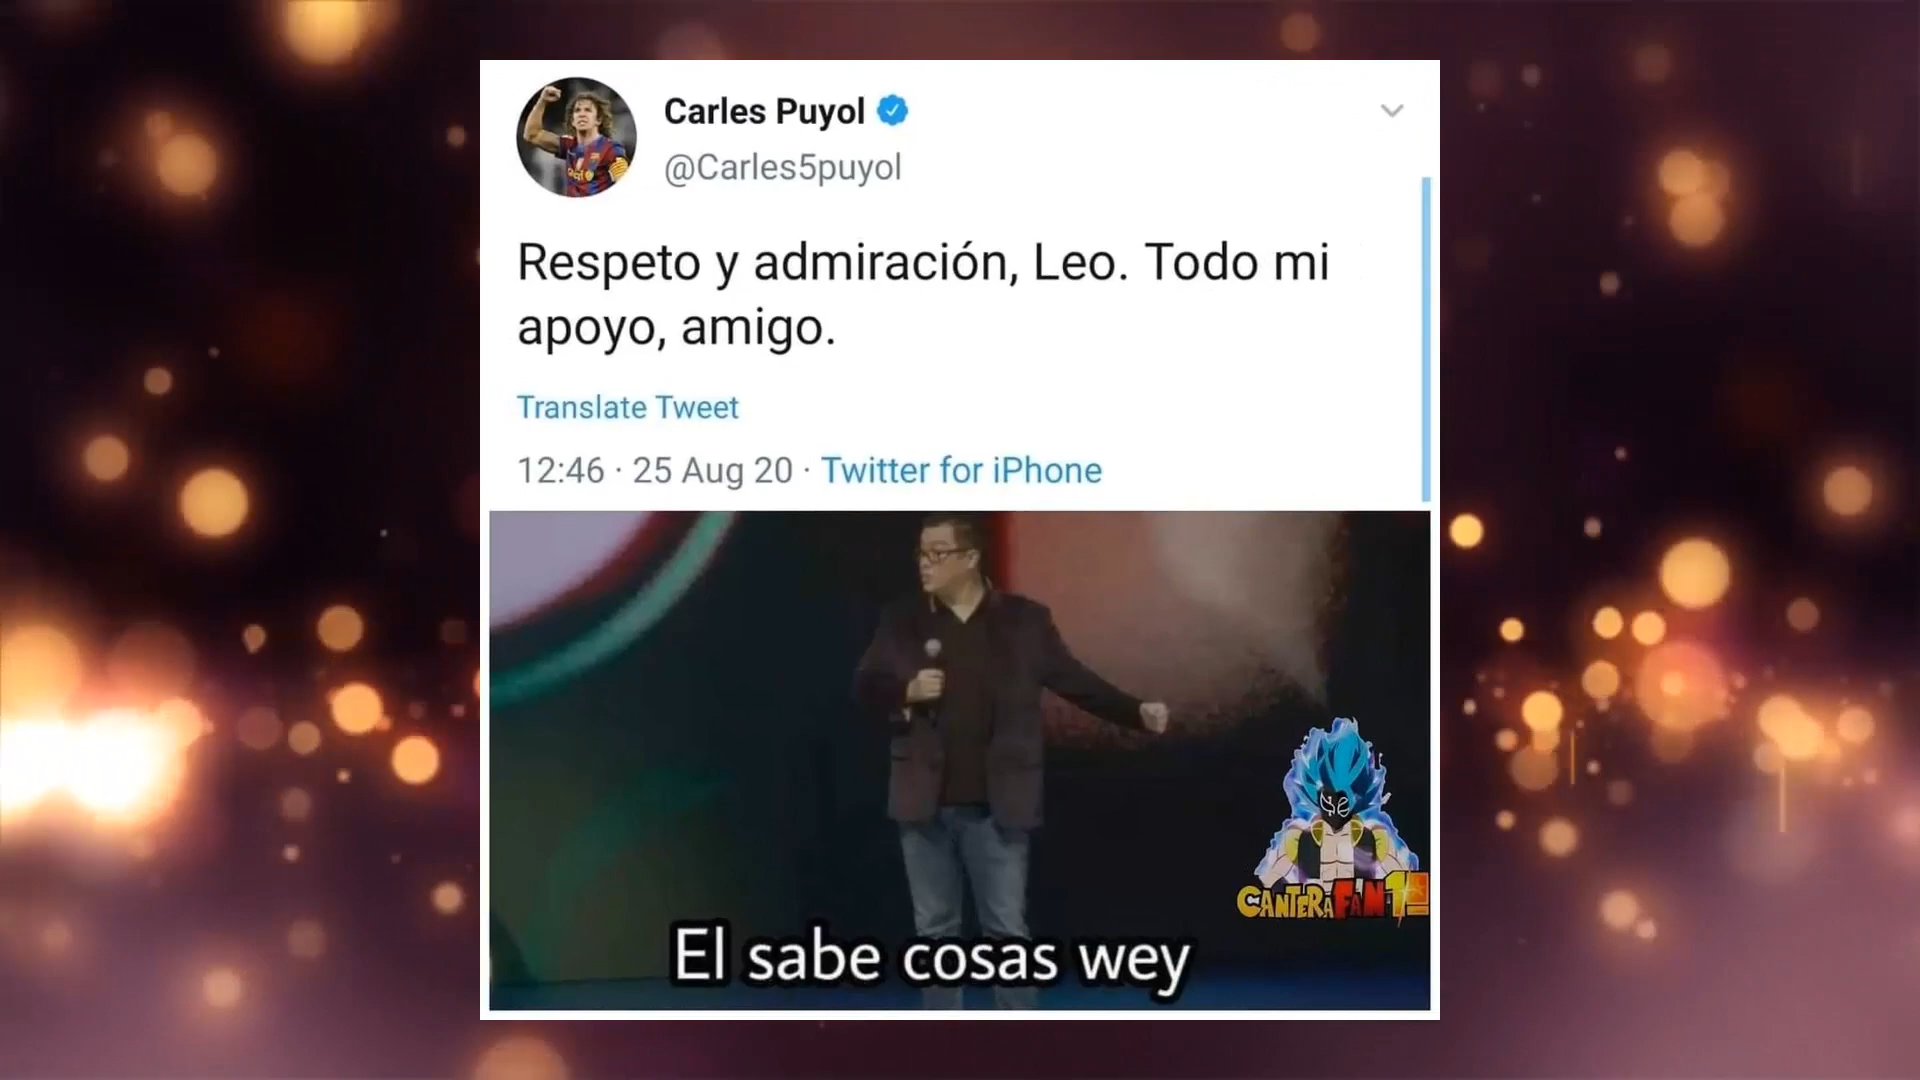 Carles Puyol
@Carles5puyol
Respeto y admiración, Leo. Todo mi
apoyo, amigo.
Translate Tweet
12:46 · 25 Aug 20 · Twitter for iPhone
CANTERAFAN15
El sabe cosas wey